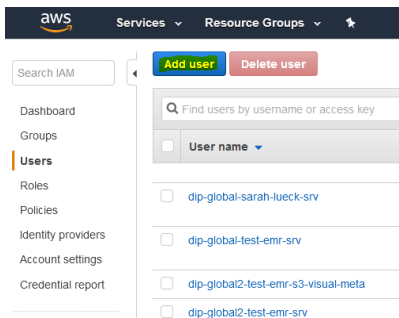 aws
Services Resource Groups
Search IAM
Add user Delete user
Find users by username or access key
Dashboard
Groups
User name
Users
Roles
dip-global-sarah-lueck-srv
Policies
Identity providers
dip-global-test-emr-srv
Account settings
Credential report
dip-global2-test-emr-s3-visual-meta
dip-global2-test-emr-srv